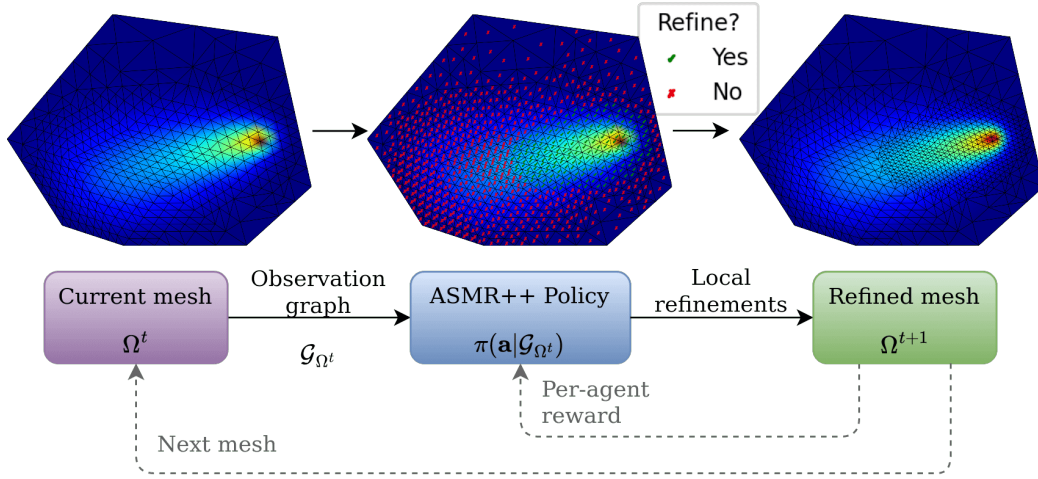 Refine?
Yes
No
Current mesh
Ω^t
Observation
graph
𝒢_Ω^t
ASMR++ Policy
π(𝐚|𝒢_Ω^t)
Local
refinements
Refined mesh
Ω^{t+1}
Per-agent
reward
Next mesh